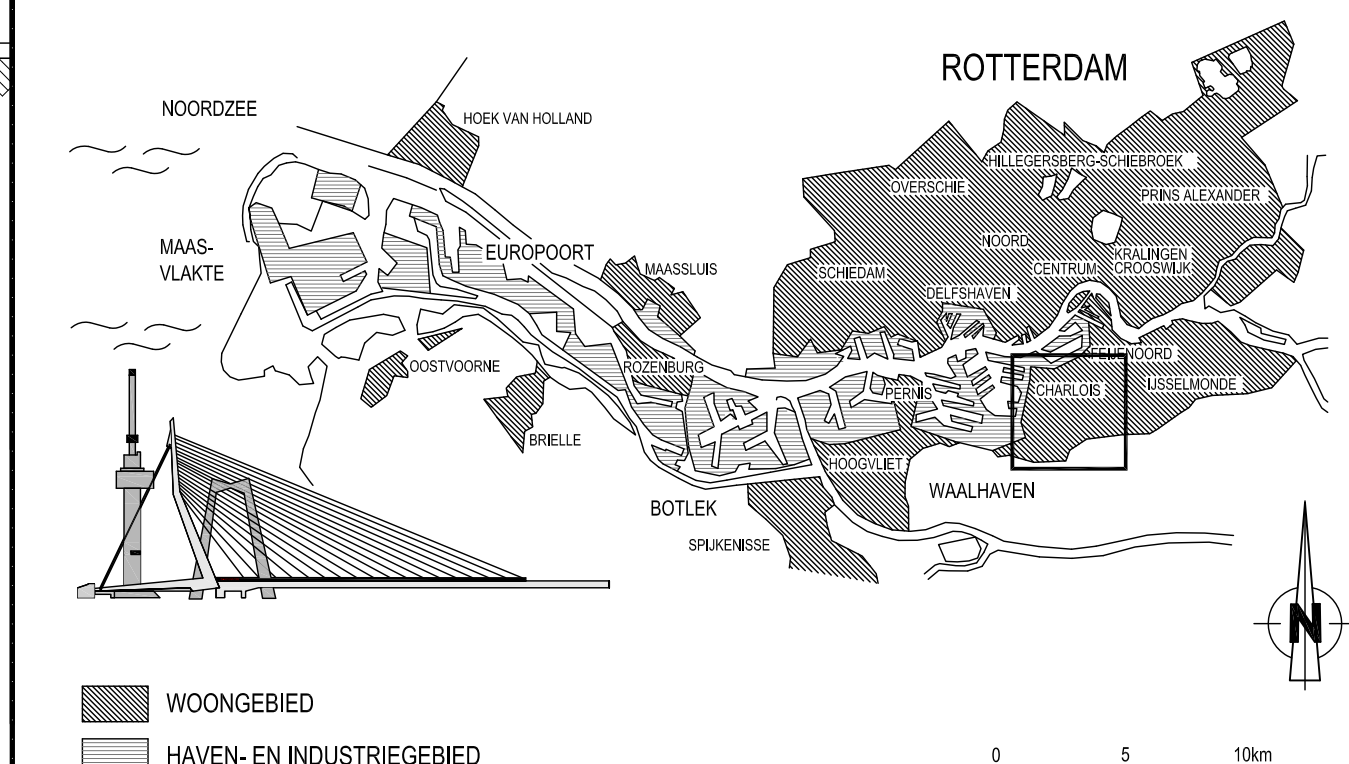 ROTTERDAM
NOORDZEE
HOEK VAN HOLLAND
HILLEGERSBERG-SCHIEBROEK
OVERSCHIE
PRINS ALEXANDER
MAAS-
VLAKTE
EUROPOORT
NOORD
KRALINGEN
CROOSWIJK
MAASSLUIS
SCHIEDAM
CENTRUM
DELFSHAVEN
OOSTVOORNE
ROZENBURG
FEIJENOORD
PERNIS
CHARLOIS
IJSSELMONDE
BRIELLE
HOOGVLIET
WAALHAVEN
BOTLEK
SPIJKENISSE
N
WOONGEBIED
HAVEN- EN INDUSTRIEGEBIED
0 5 10km